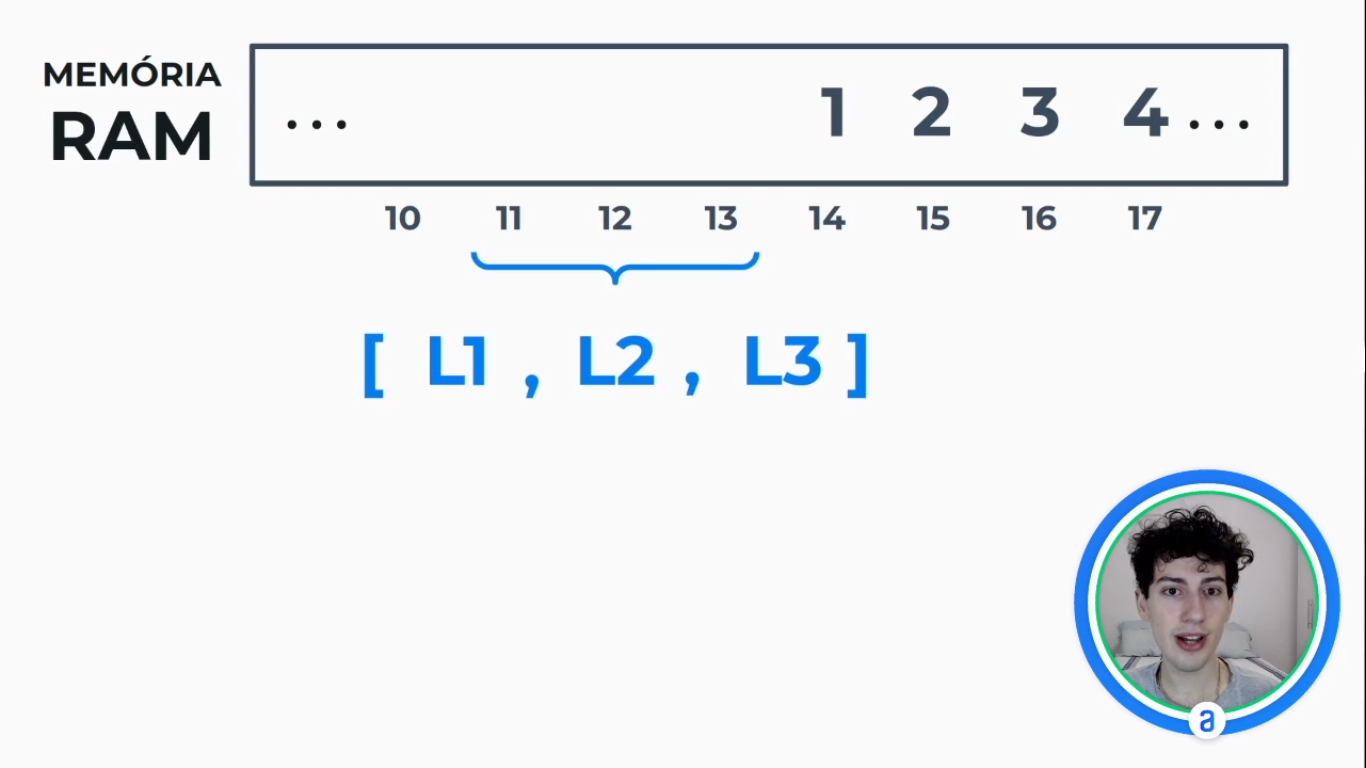 MEMÓRIA
RAM
... 1 2 3 4 ...
10 11 12 13 14 15 16 17
[ L1 , L2 , L3 ]
a